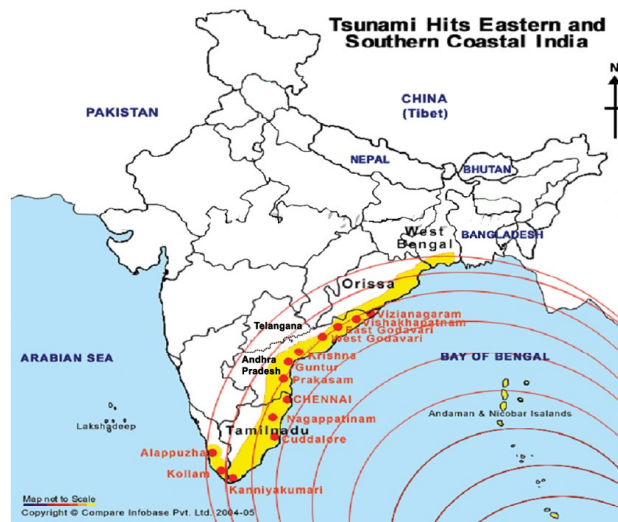 Tsunami Hits Eastern and
Southern Coastal India
N
CHINA
(Tibet)
PAKISTAN
NEPAL
BHUTAN
West
Bengal
BANGLADESH
Orissa
Vizianagaram
Vishakhapatnam
Telangana
East Godavari
West Godavari
Krishna
ARABIAN SEA
Andhra
Pradesh
Guntur
BAY OF BENGAL
Prakasam
CHENNAI
Andaman & Nicobar Isalands
Nagappatinam
Lakshadeep
Tamilnadu
Cuddalore
Alappuzha
Kollam
Kanniyakumari
Map not to Scale
Copyright © Compare Infobase Pvt. Ltd. 2004-05